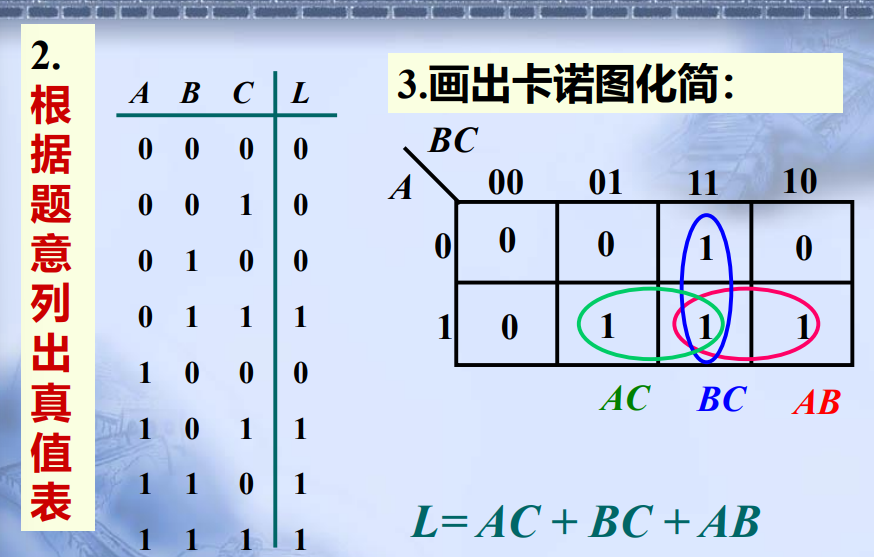 2.
根据题意列出真值表
A B C L
0 0 0 0
0 0 1 0
0 1 0 0
0 1 1 1
1 0 0 0
1 0 1 1
1 1 0 1
1 1 1 1
3.画出卡诺图化简：
BC
A 00 01 11 10
0 0 0 1 0
1 0 1 1 1
AC BC AB
L= AC + BC + AB